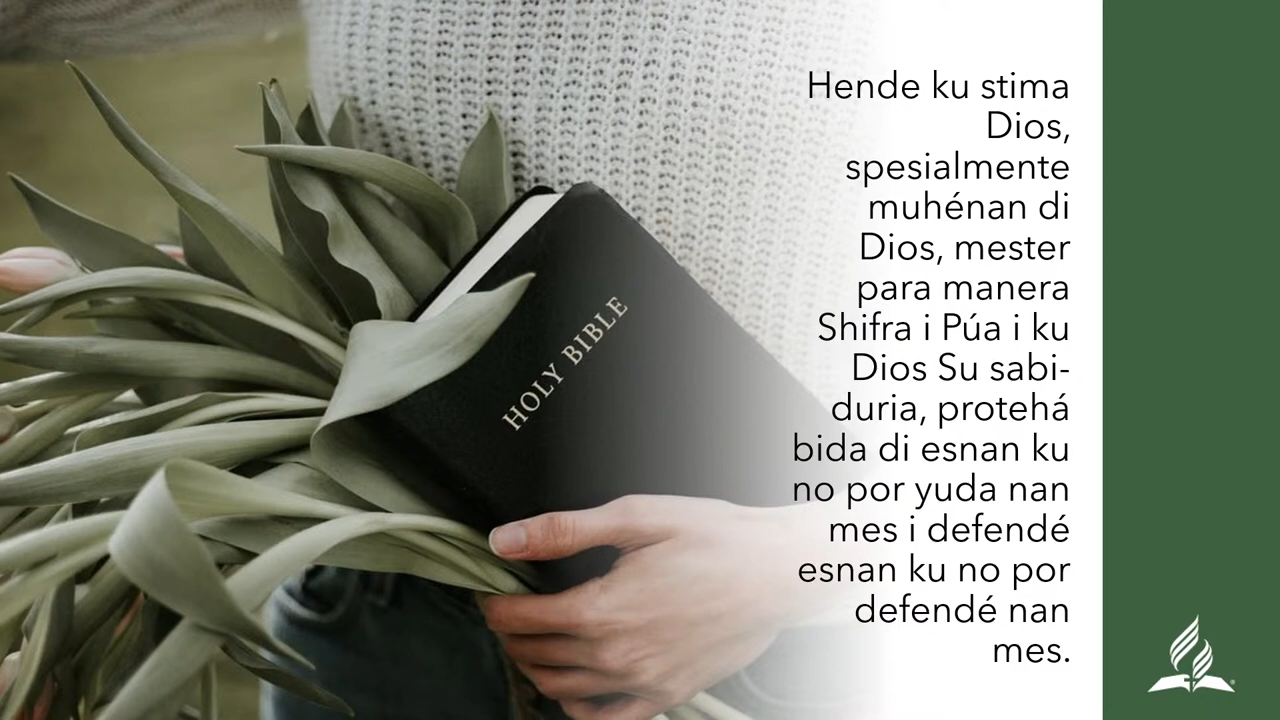 Hende ku stima
Dios,
spesialmente
muhénan di
Dios, mester
para manera
Shifra i Púa i ku
Dios Su sabi-
duria, protehá
bida di esnan ku
no por yuda nan
mes i defendé
esnan ku no por
defendé nan
mes.
HOLY BIBLE